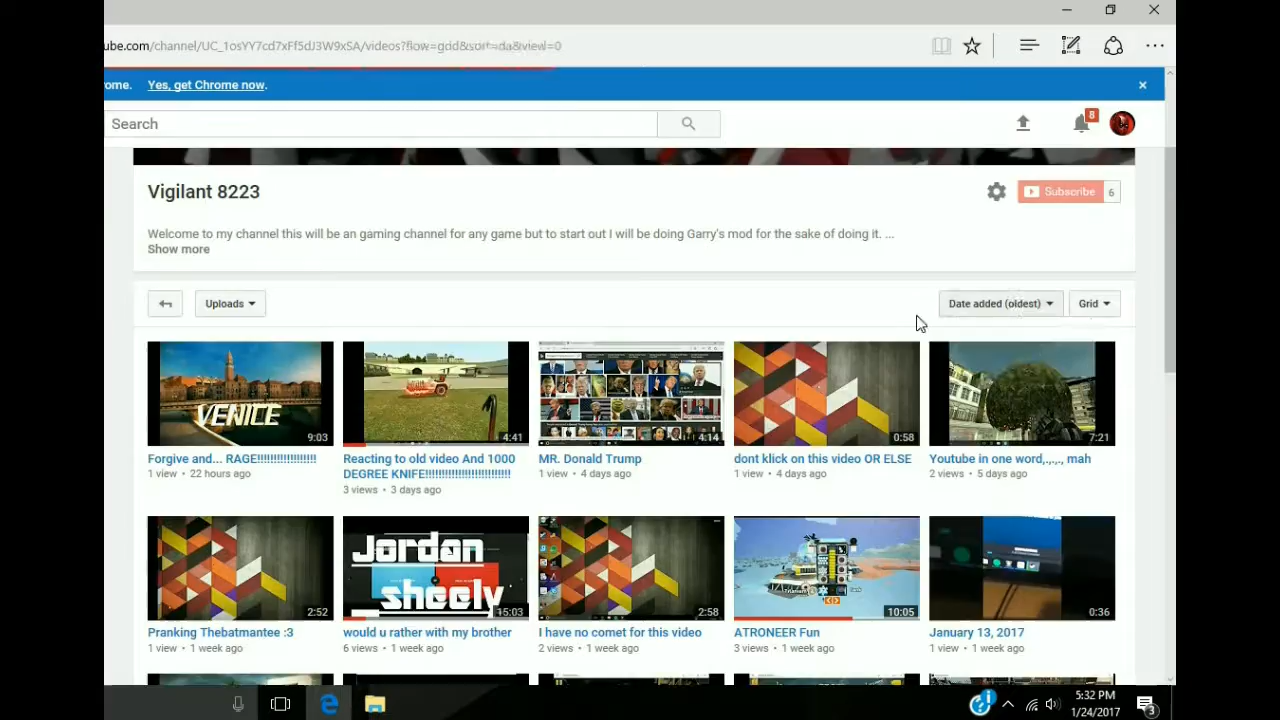 ube.com/channel/UC_1osYY7cd7xFf5dJ3W9xSA/videos?flow=grid&sort=da&view=0
ome. Yes, get Chrome now.
Search
8
Vigilant 8223
Subscribe 6
Welcome to my channel this will be an gaming channel for any game but to start out I will be doing Garry's mod for the sake of doing it. ...
Show more
Uploads
Date added (oldest)
Grid
VENICE
9:03
4:41
4:14
0:58
7:21
Forgive and... RAGE!!!!!!!!!!!!!!!!!
1 view • 22 hours ago
Reacting to old video And 1000
DEGREE KNIFE!!!!!!!!!!!!!!!!!!!!!!!!!
3 views • 3 days ago
MR. Donald Trump
1 view • 4 days ago
dont klick on this video OR ELSE
1 view • 4 days ago
Youtube in one word,.,.,., mah
2 views • 5 days ago
2:52
Jordan
sheely
15:03
2:58
10:05
0:36
Pranking Thebatmantee :3
1 view • 1 week ago
would u rather with my brother
6 views • 1 week ago
I have no comet for this video
2 views • 1 week ago
ATRONEER Fun
3 views • 1 week ago
January 13, 2017
1 view • 1 week ago
5:32 PM
1/24/2017
3